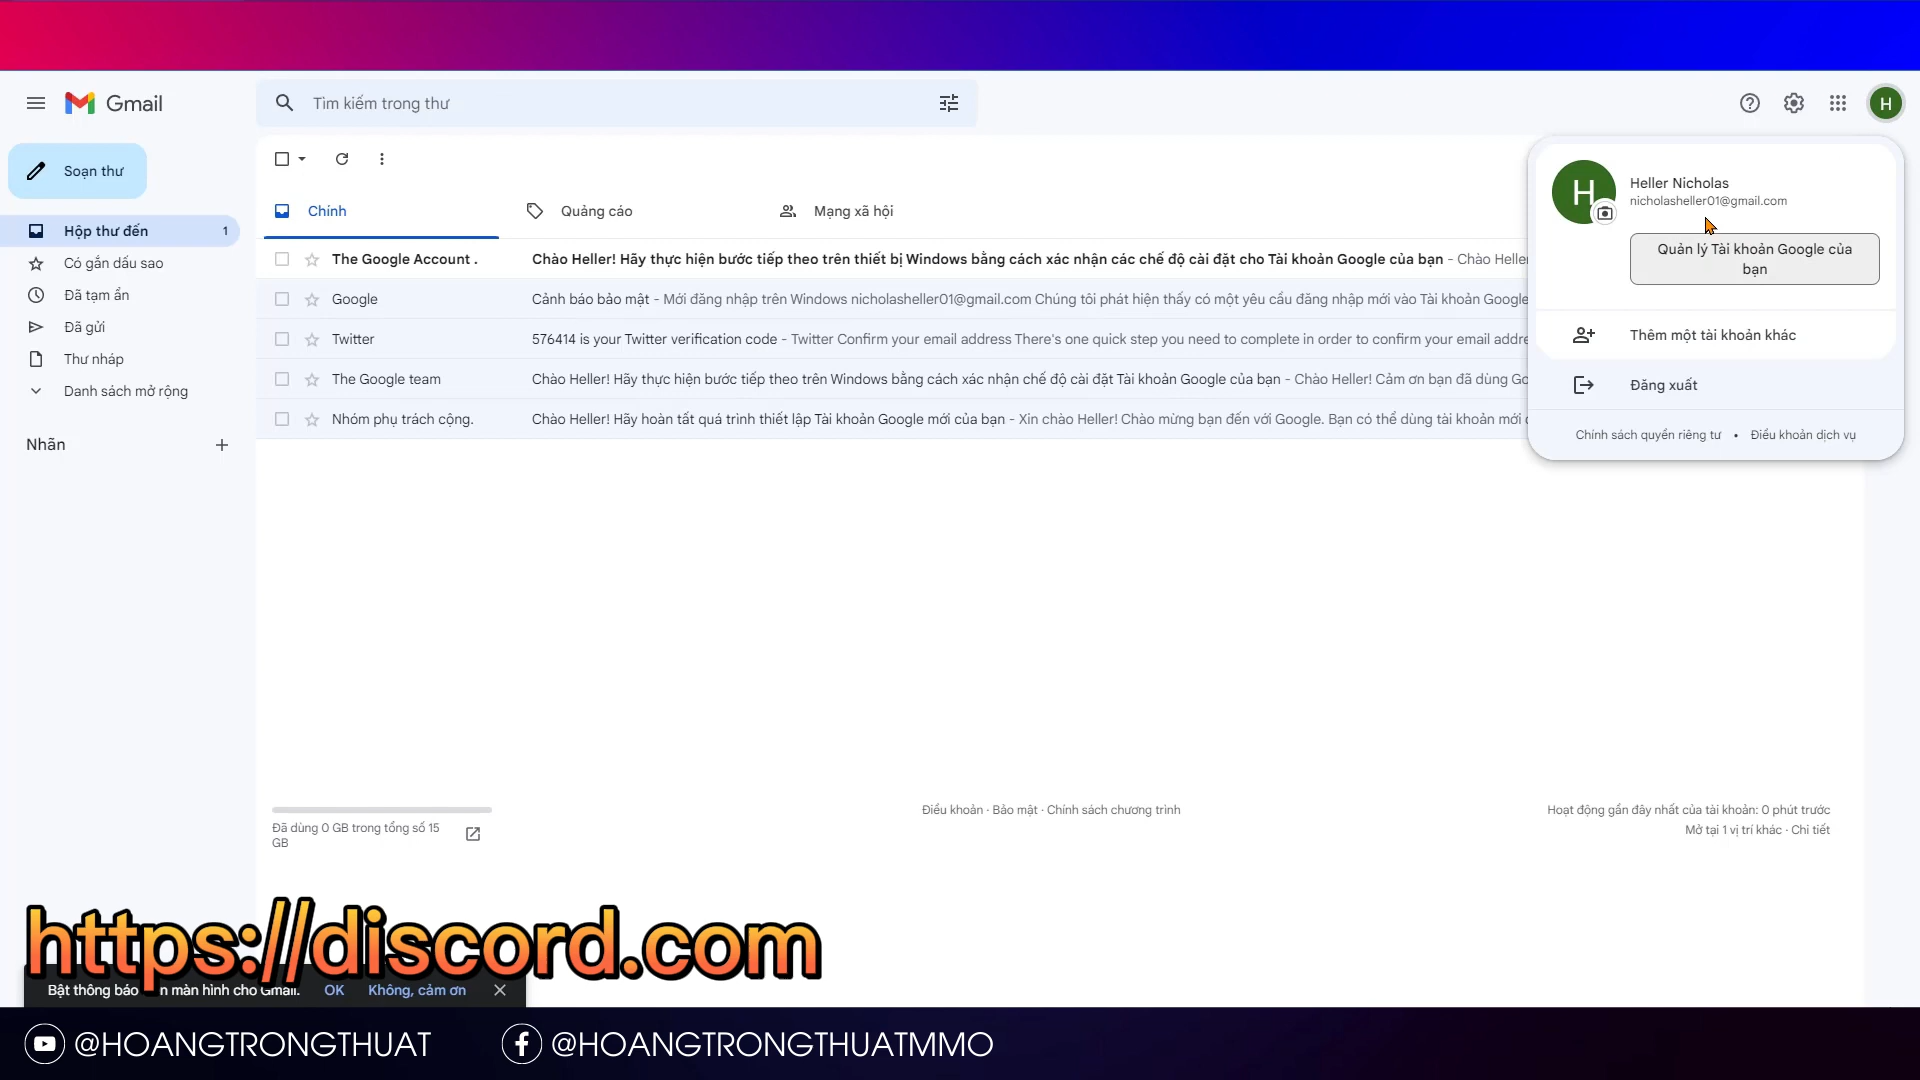 Gmail
Tìm kiếm trong thư
H
Soạn thư
Hộp thư đến 1
Có gắn dấu sao
Đã tạm ẩn
Đã gửi
Thư nháp
Danh sách mở rộng
Nhãn
Chính
Quảng cáo
Mạng xã hội
The Google Account . Chào Heller! Hãy thực hiện bước tiếp theo trên thiết bị Windows bằng cách xác nhận các chế độ cài đặt cho Tài khoản Google của bạn - Chào Heller
Google Cảnh báo bảo mật - Mới đăng nhập trên Windows nicholasheller01@gmail.com Chúng tôi phát hiện thấy có một yêu cầu đăng nhập mới vào Tài khoản Google
Twitter 576414 is your Twitter verification code - Twitter Confirm your email address There's one quick step you need to complete in order to confirm your email addre
The Google team Chào Heller! Hãy thực hiện bước tiếp theo trên Windows bằng cách xác nhận chế độ cài đặt Tài khoản Google của bạn - Chào Heller! Cảm ơn bạn đã dùng Go
Nhóm phụ trách cộng. Chào Heller! Hãy hoàn tất quá trình thiết lập Tài khoản Google mới của bạn - Xin chào Heller! Chào mừng bạn đến với Google. Bạn có thể dùng tài khoản mới
H
Heller Nicholas
nicholasheller01@gmail.com
Quản lý Tài khoản Google của
bạn
Thêm một tài khoản khác
Đăng xuất
Chính sách quyền riêng tư • Điều khoản dịch vụ
Đã dùng 0 GB trong tổng số 15
GB
Điều khoản · Bảo mật · Chính sách chương trình
Hoạt động gần đây nhất của tài khoản: 0 phút trước
Mở tại 1 vị trí khác · Chi tiết
https://discord.com
Bật thông báo màn hình cho Gmail. OK Không, cảm ơn
@HOANGTRONGTHUAT @HOANGTRONGTHUATMMO